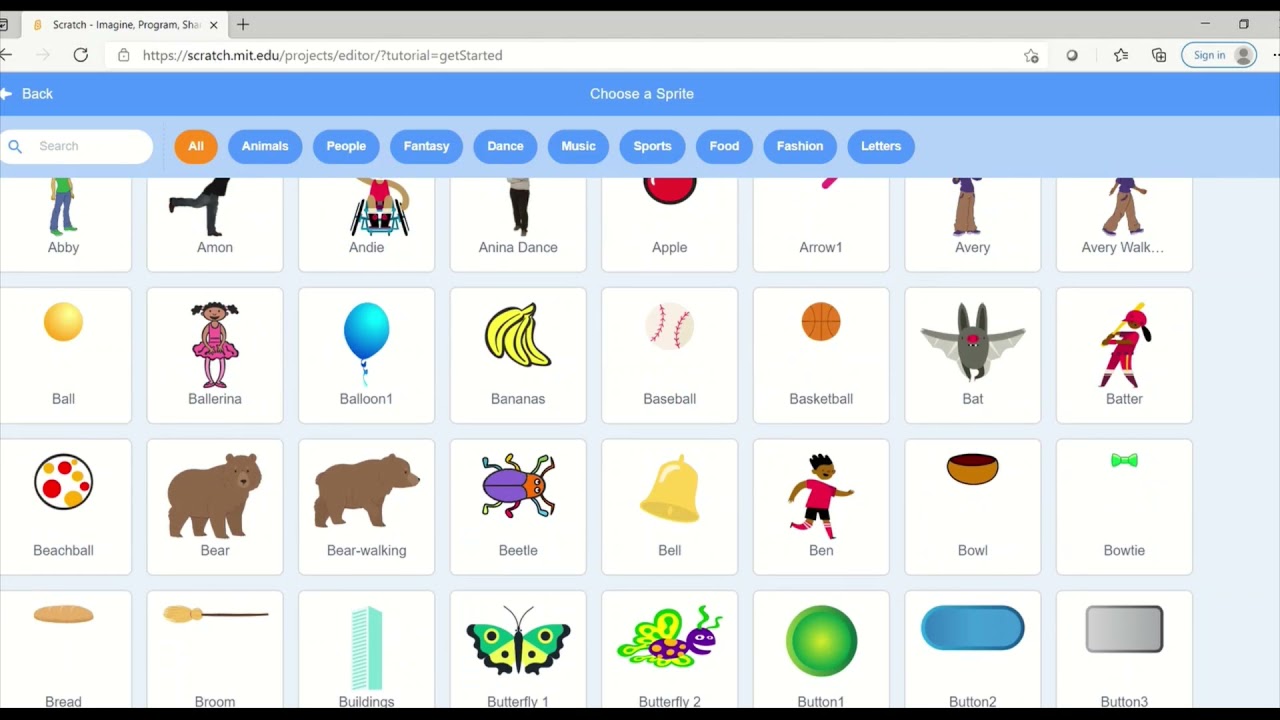 Scratch - Imagine, Program, Sha
https://scratch.mit.edu/projects/editor/?tutorial=getStarted
Sign in
Back
Choose a Sprite
Search
All
Animals
People
Fantasy
Dance
Music
Sports
Food
Fashion
Letters
Abby
Amon
Andie
Anina Dance
Apple
Arrow1
Avery
Avery Walk…
Ball
Ballerina
Balloon1
Bananas
Baseball
Basketball
Bat
Batter
Beachball
Bear
Bear-walking
Beetle
Bell
Ben
Bowl
Bowtie
Bread
Broom
Buildings
Butterfly 1
Butterfly 2
Button1
Button2
Button3